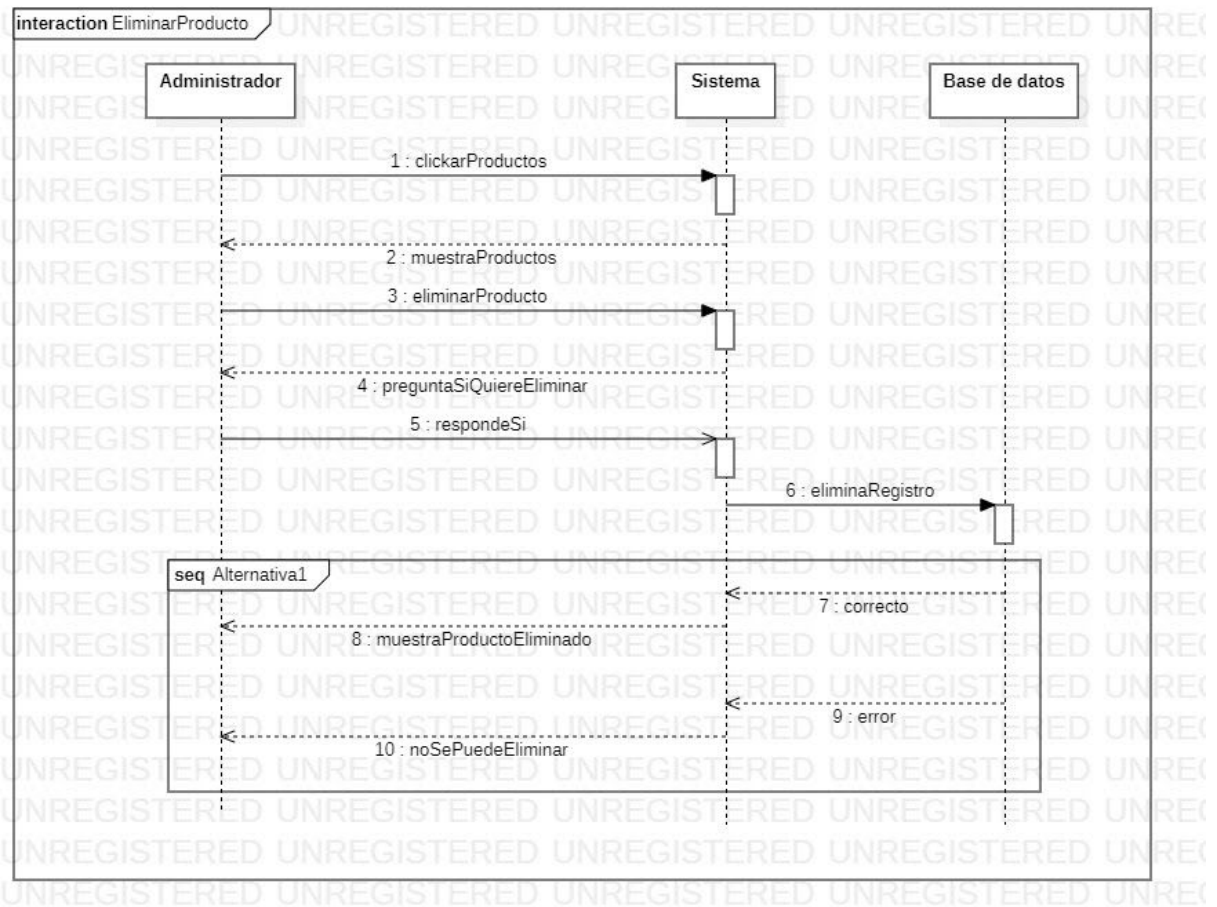 interaction EliminarProducto
Administrador
Sistema
Base de datos
1 : clickarProductos
2 : muestraProductos
3 : eliminarProducto
4 : preguntaSiQuiereEliminar
5 : respondeSi
6 : eliminaRegistro
seq Alternativa1
7 : correcto
8 : muestraProductoEliminado
9 : error
10 : noSePuedeEliminar
UNREGISTERED